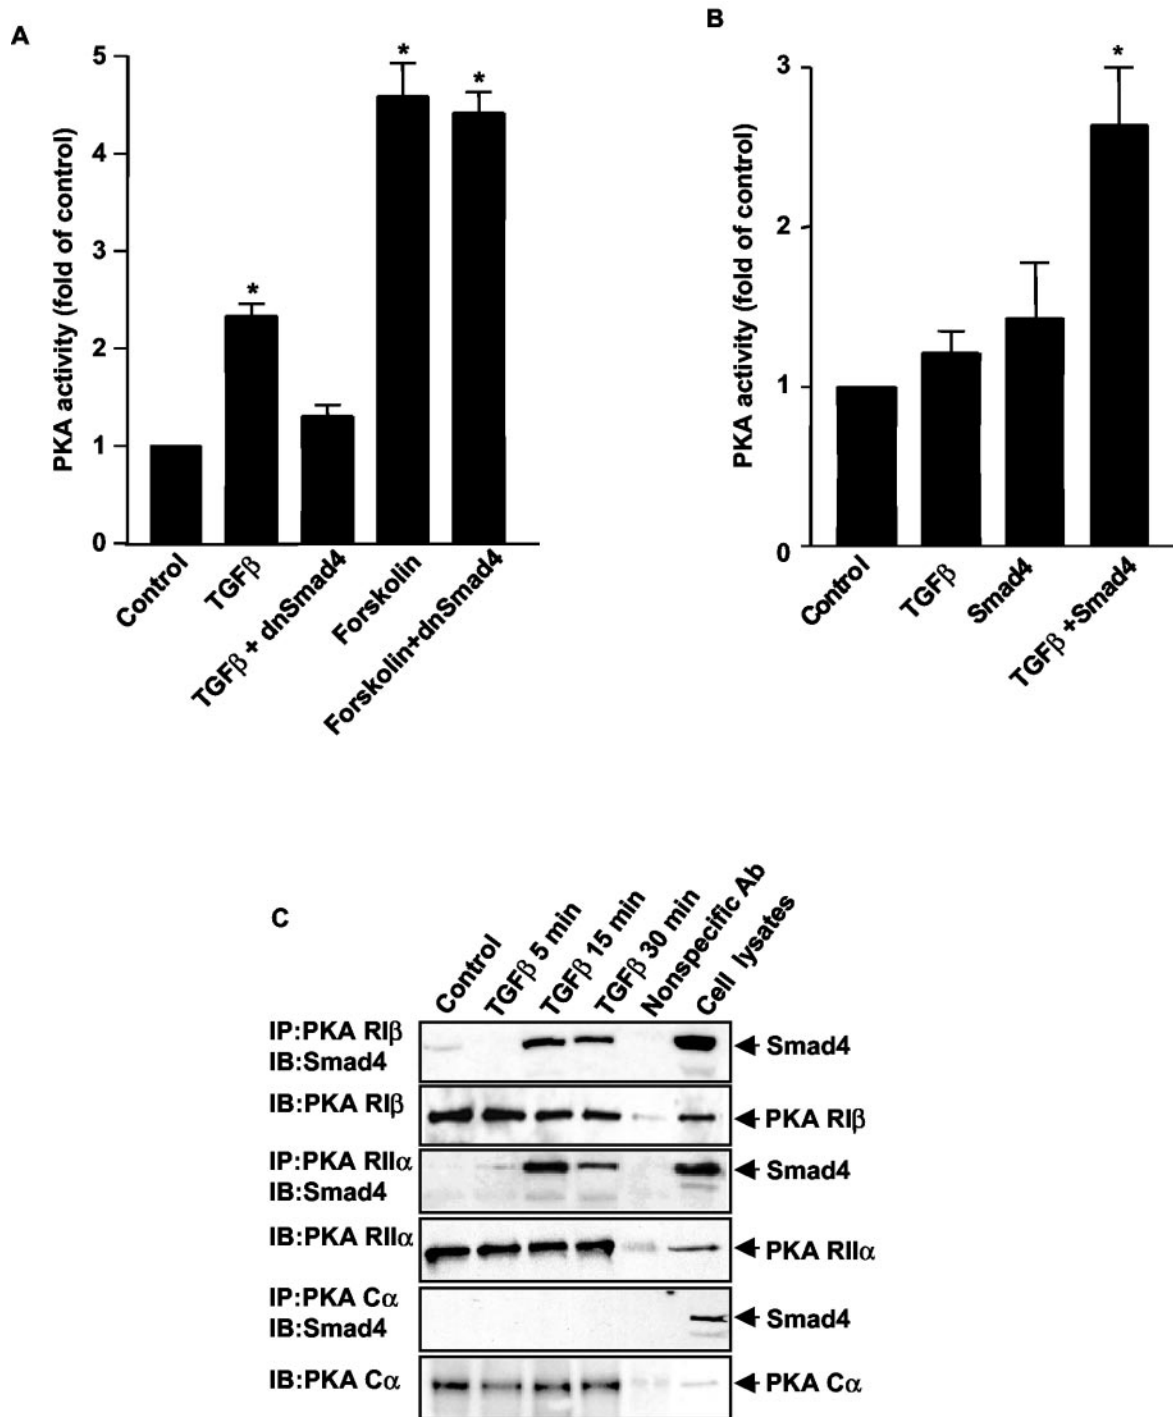 A
PKA activity (fold of control)
5
4
3
2
1
0
*
*
*
Control
TGFβ
TGFβ + dnSmad4
Forskolin
Forskolin+dnSmad4
B
PKA activity (fold of control)
3
2
1
0
*
Control
TGFβ
Smad4
TGFβ +Smad4
C
Control
TGFβ 5 min
TGFβ 15 min
TGFβ 30 min
Nonspecific Ab
Cell lysates
IP:PKA RIβ
IB:Smad4
Smad4
IB:PKA RIβ
PKA RIβ
IP:PKA RIIα
IB:Smad4
Smad4
IB:PKA RIIα
PKA RIIα
IP:PKA Cα
IB:Smad4
Smad4
IB:PKA Cα
PKA Cα